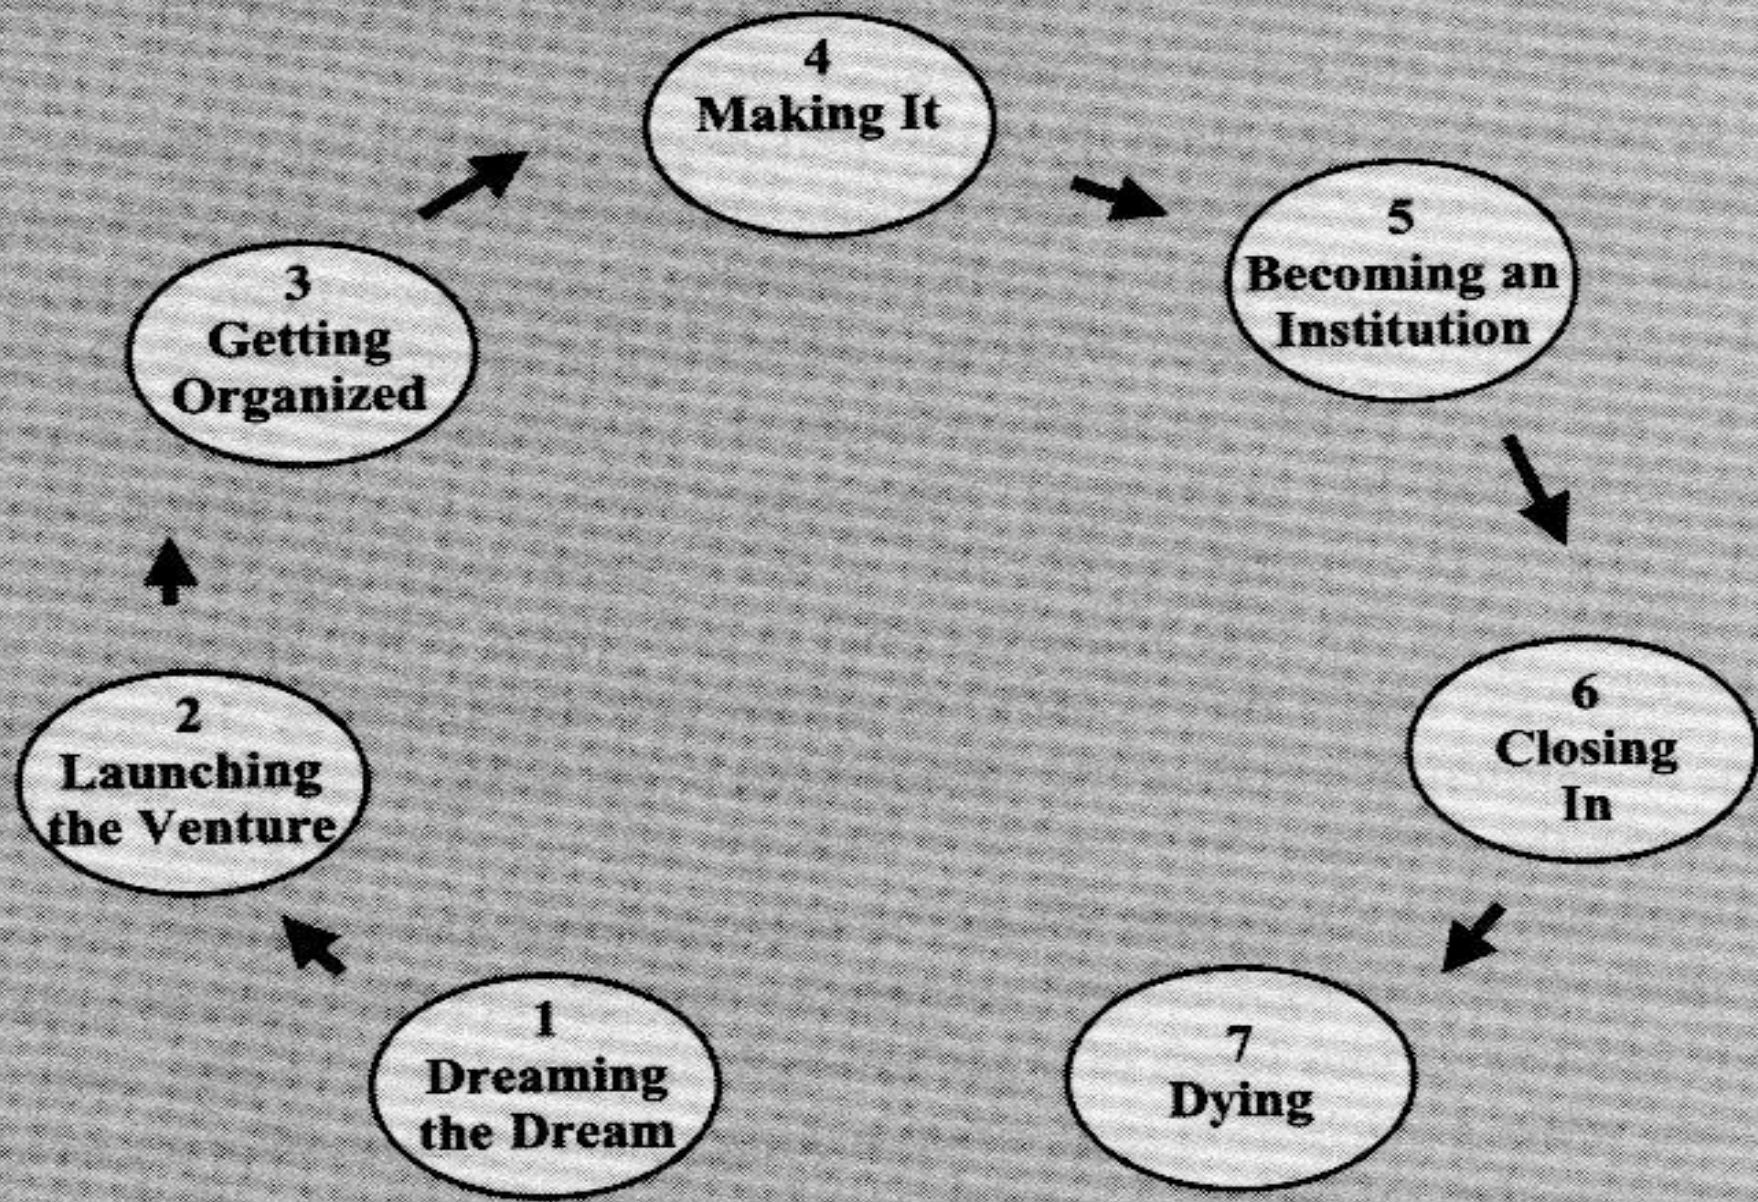 4
Making It
5
Becoming an
Institution
3
Getting
Organized
6
Closing
In
2
Launching
the Venture
1
Dreaming
the Dream
7
Dying